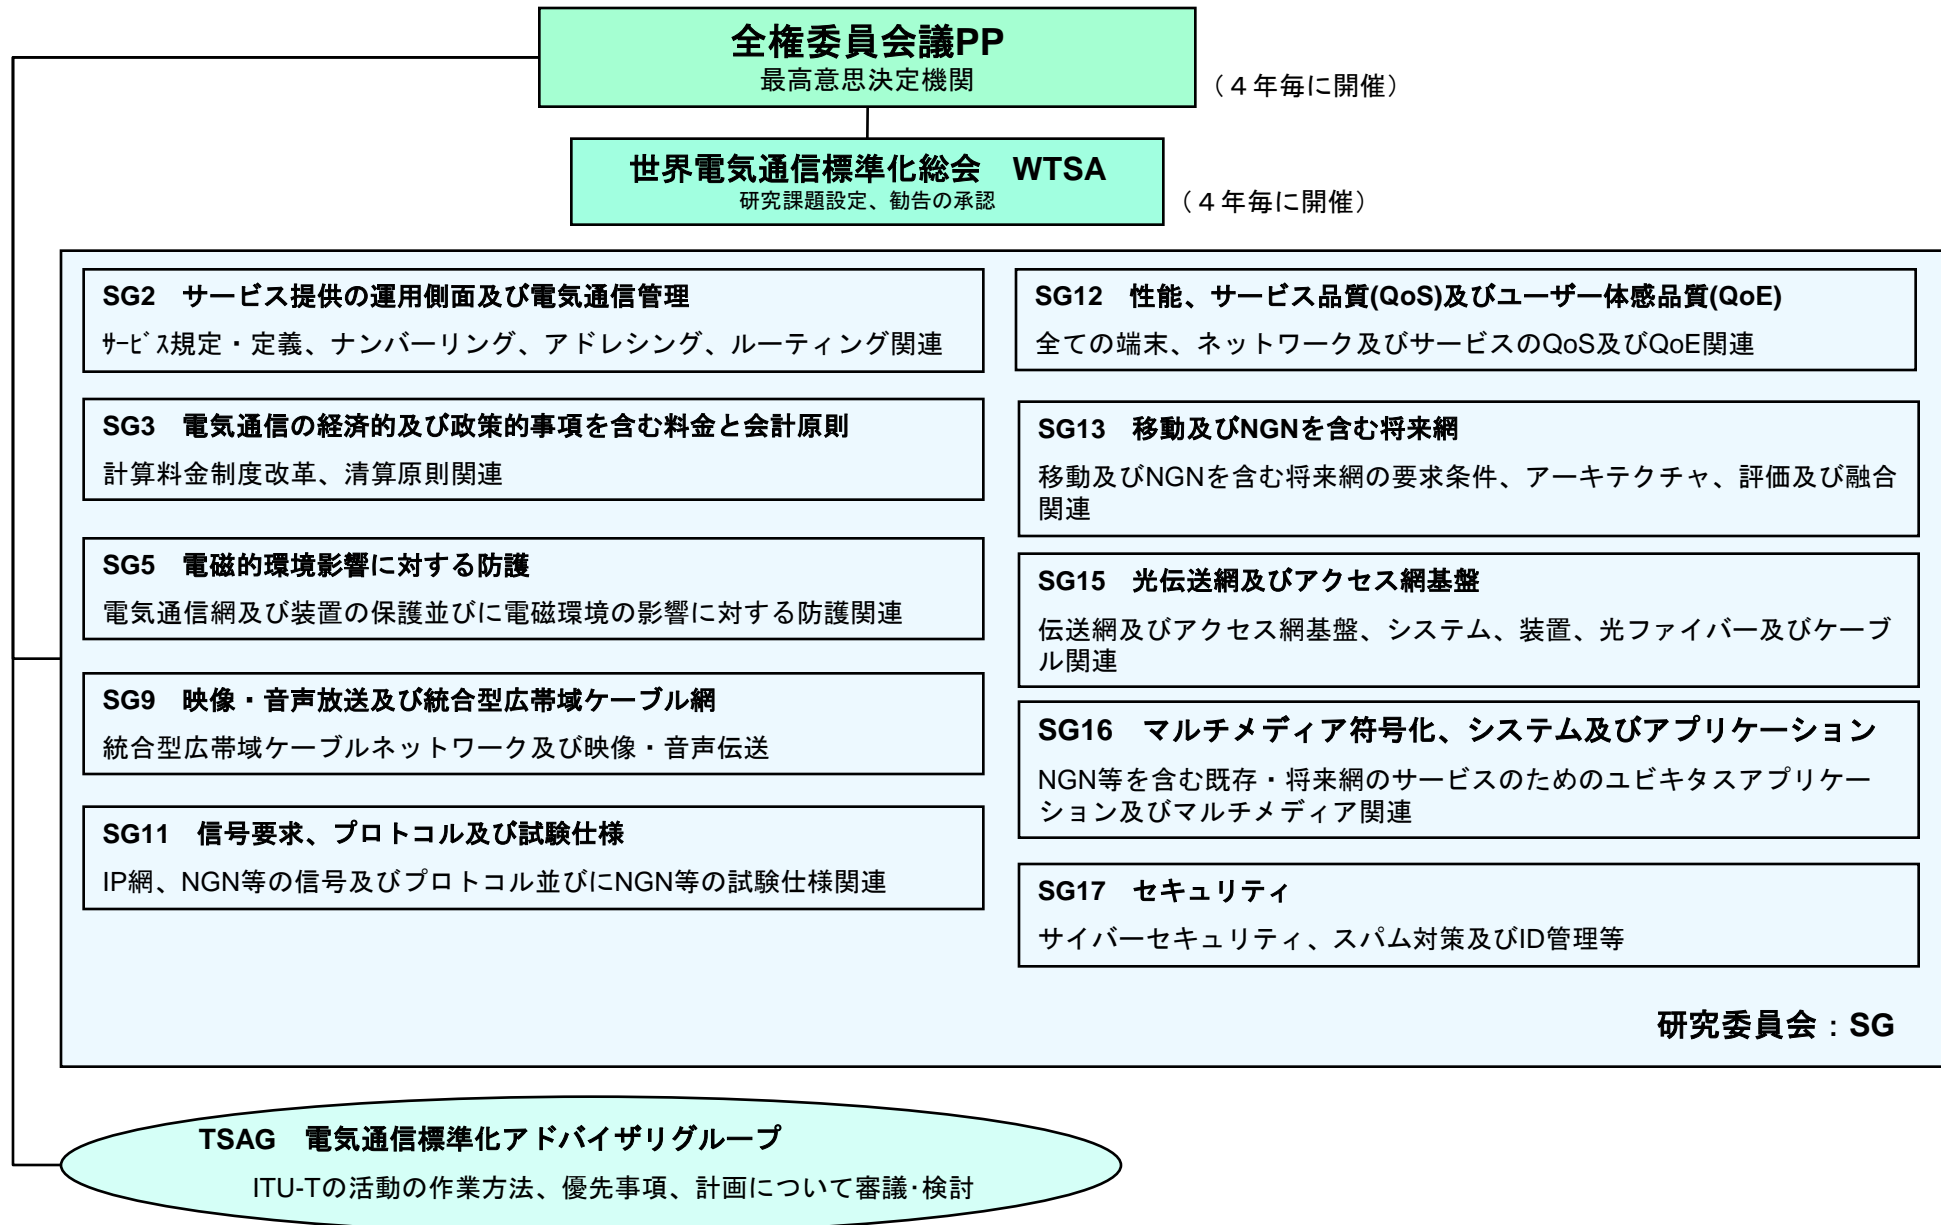 全権委員会議PP
最高意思決定機関
（４年毎に開催）
世界電気通信標準化総会　WTSA
研究課題設定、勧告の承認
（４年毎に開催）
SG2　サービス提供の運用側面及び電気通信管理
ｻｰﾋﾞｽ規定・定義、ナンバーリング、アドレシング、ルーティング関連
SG3　電気通信の経済的及び政策的事項を含む料金と会計原則
計算料金制度改革、清算原則関連
SG5　電磁的環境影響に対する防護
電気通信網及び装置の保護並びに電磁環境の影響に対する防護関連
SG9　映像・音声放送及び統合型広帯域ケーブル網
統合型広帯域ケーブルネットワーク及び映像・音声伝送
SG11　信号要求、プロトコル及び試験仕様
IP網、NGN等の信号及びプロトコル並びにNGN等の試験仕様関連
SG12　性能、サービス品質(QoS)及びユーザー体感品質(QoE)
全ての端末、ネットワーク及びサービスのQoS及びQoE関連
SG13　移動及びNGNを含む将来網
移動及びNGNを含む将来網の要求条件、アーキテクチャ、評価及び融合
関連
SG15　光伝送網及びアクセス網基盤
伝送網及びアクセス網基盤、システム、装置、光ファイバー及びケーブ
ル関連
SG16　マルチメディア符号化、システム及びアプリケーション
NGN等を含む既存・将来網のサービスのためのユビキタスアプリケー
ション及びマルチメディア関連
SG17　セキュリティ
サイバーセキュリティ、スパム対策及びID管理等
研究委員会：SG
TSAG　電気通信標準化アドバイザリグループ
ITU-Tの活動の作業方法、優先事項、計画について審議･検討